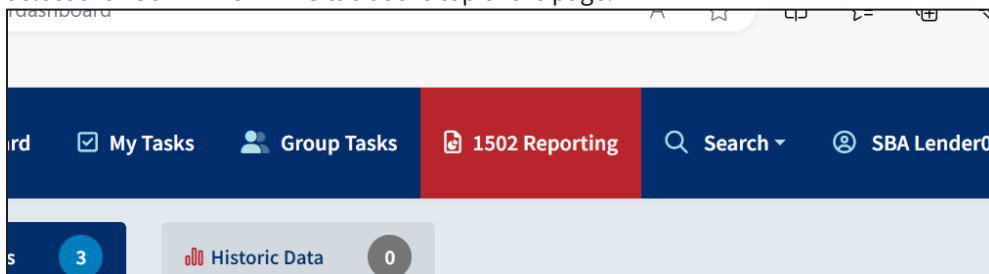 rdashboard
rd My Tasks Group Tasks 1502 Reporting Search SBA Lender0
s 3 Historic Data 0